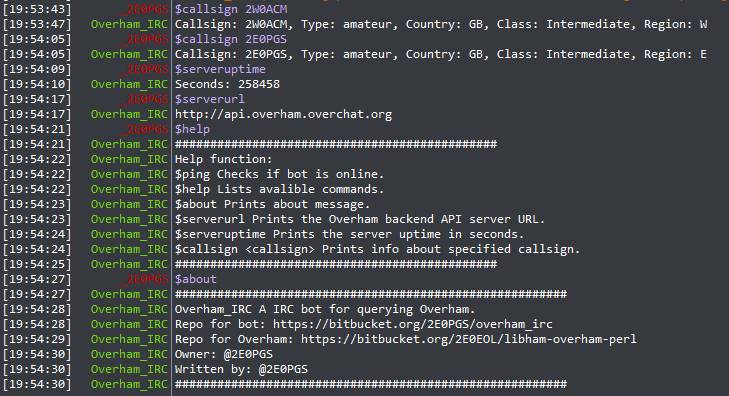 [19:53:43] _2E0PGS $callsign 2W0ACM
[19:53:47] Overham_IRC Callsign: 2W0ACM, Type: amateur, Country: GB, Class: Intermediate, Region: W
[19:54:05] _2E0PGS $callsign 2E0PGS
[19:54:05] Overham_IRC Callsign: 2E0PGS, Type: amateur, Country: GB, Class: Intermediate, Region: E
[19:54:09] _2E0PGS $serveruptime
[19:54:10] Overham_IRC Seconds: 258458
[19:54:17] _2E0PGS $serverurl
[19:54:17] Overham_IRC http://api.overham.overchat.org
[19:54:21] _2E0PGS $help
[19:54:21] Overham_IRC ##############################################
[19:54:22] Overham_IRC Help function:
[19:54:22] Overham_IRC $ping Checks if bot is online.
[19:54:22] Overham_IRC $help Lists avalible commands.
[19:54:23] Overham_IRC $about Prints about message.
[19:54:23] Overham_IRC $serverurl Prints the Overham backend API server URL.
[19:54:24] Overham_IRC $serveruptime Prints the server uptime in seconds.
[19:54:24] Overham_IRC $callsign <callsign> Prints info about specified callsign.
[19:54:25] Overham_IRC ##############################################
[19:54:27] _2E0PGS $about
[19:54:27] Overham_IRC ########################################################
[19:54:28] Overham_IRC Overham_IRC A IRC bot for querying Overham.
[19:54:28] Overham_IRC Repo for bot: https://bitbucket.org/2E0PGS/overham_irc
[19:54:29] Overham_IRC Repo for Overham: https://bitbucket.org/2E0EOL/libham-overham-perl
[19:54:30] Overham_IRC Owner: @2E0PGS
[19:54:30] Overham_IRC Written by: @2E0PGS
[19:54:30] Overham_IRC ########################################################